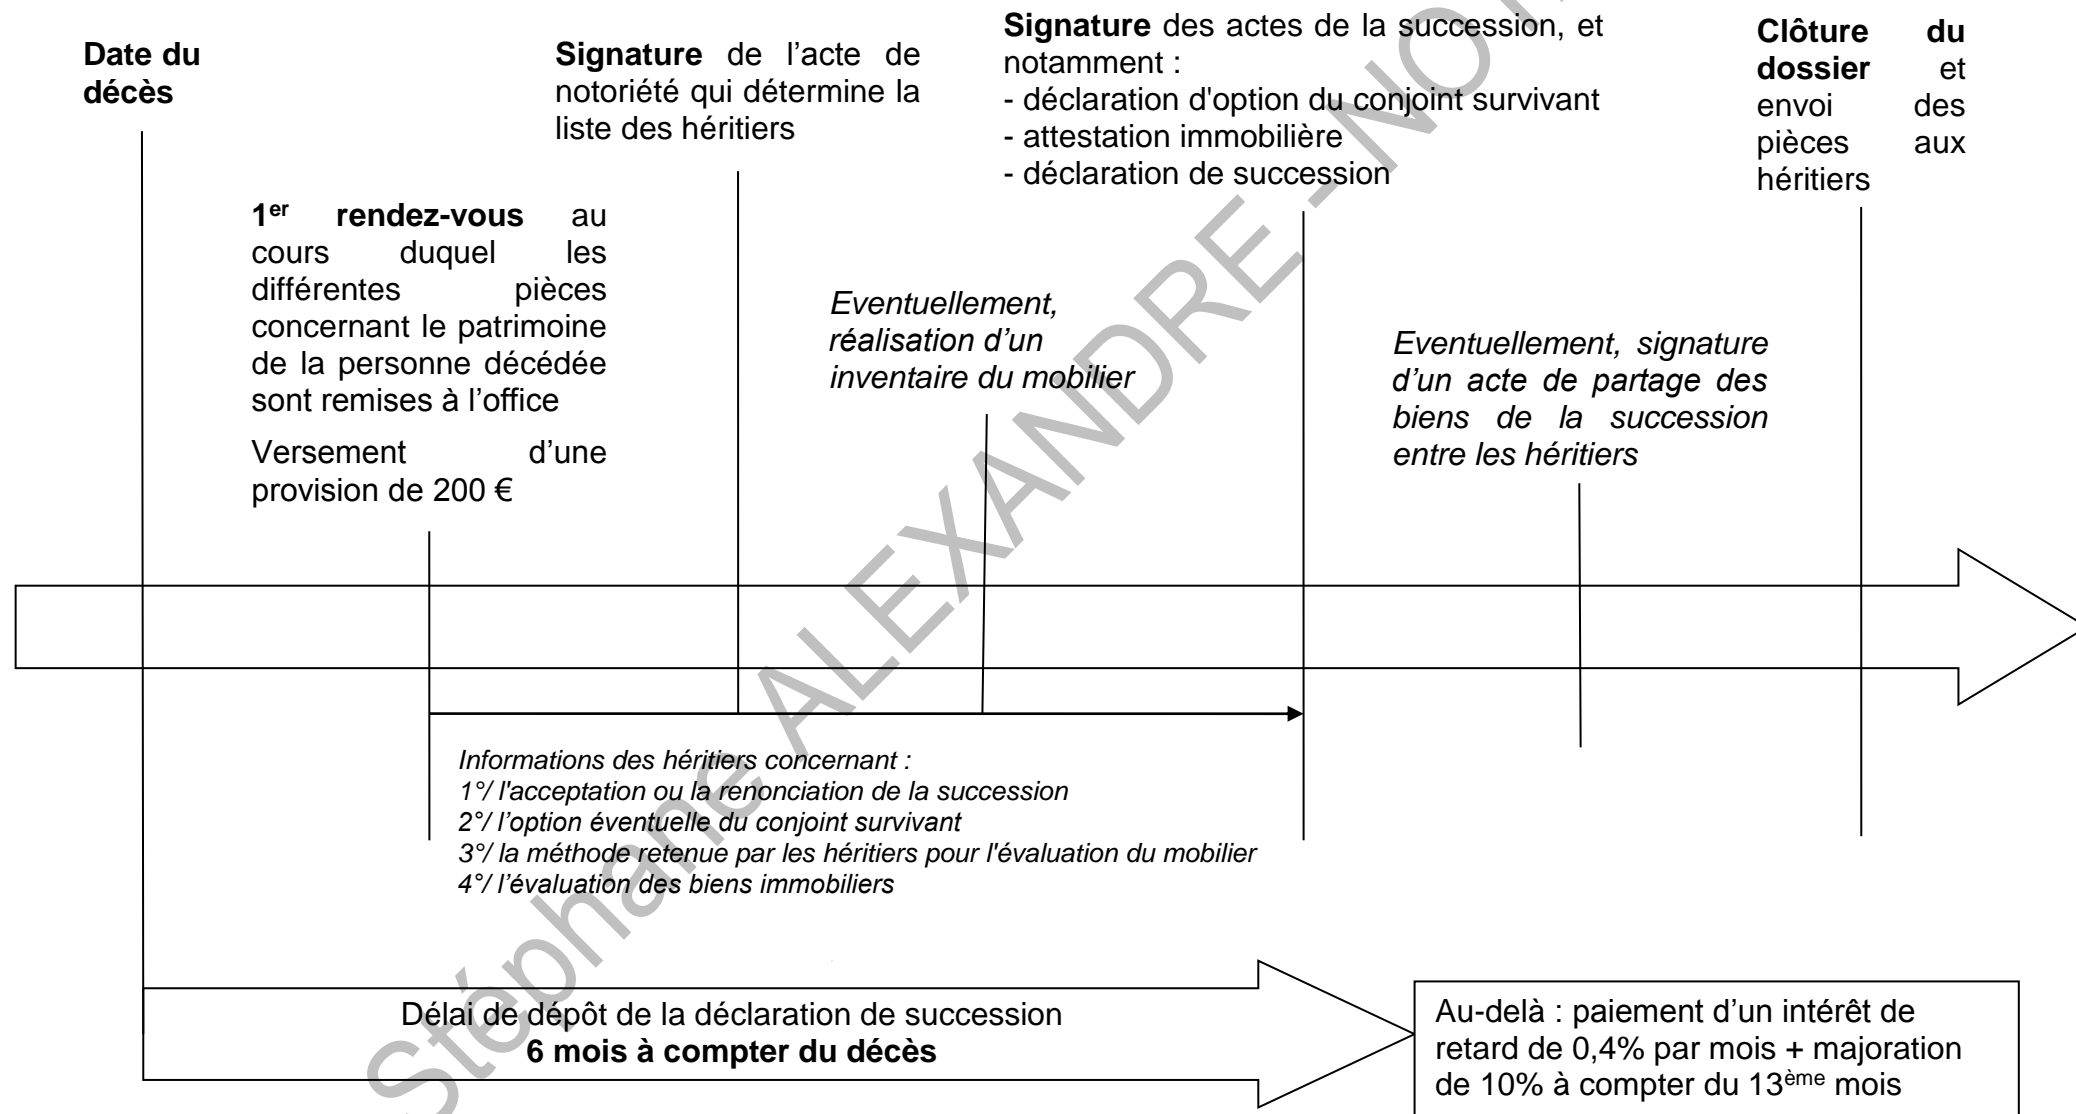 Date du
décès
1er rendez-vous au
cours duquel les
différentes pièces
concernant le patrimoine
de la personne décédée
sont remises à l’office
Versement d’une
provision de 200 €
Signature de l’acte de
notoriété qui détermine la
liste des héritiers
Eventuellement,
réalisation d’un
inventaire du mobilier
Signature des actes de la succession, et
notamment :
- déclaration d'option du conjoint survivant
- attestation immobilière
- déclaration de succession
Eventuellement, signature
d’un acte de partage des
biens de la succession
entre les héritiers
Clôture du
dossier et
envoi des
pièces aux
héritiers
Informations des héritiers concernant :
1°/ l'acceptation ou la renonciation de la succession
2°/ l’option éventuelle du conjoint survivant
3°/ la méthode retenue par les héritiers pour l'évaluation du mobilier
4°/ l’évaluation des biens immobiliers
Délai de dépôt de la déclaration de succession
6 mois à compter du décès
Au-delà : paiement d’un intérêt de
retard de 0,4% par mois + majoration
de 10% à compter du 13ème mois
Stéphane ALEXANDRE - NO